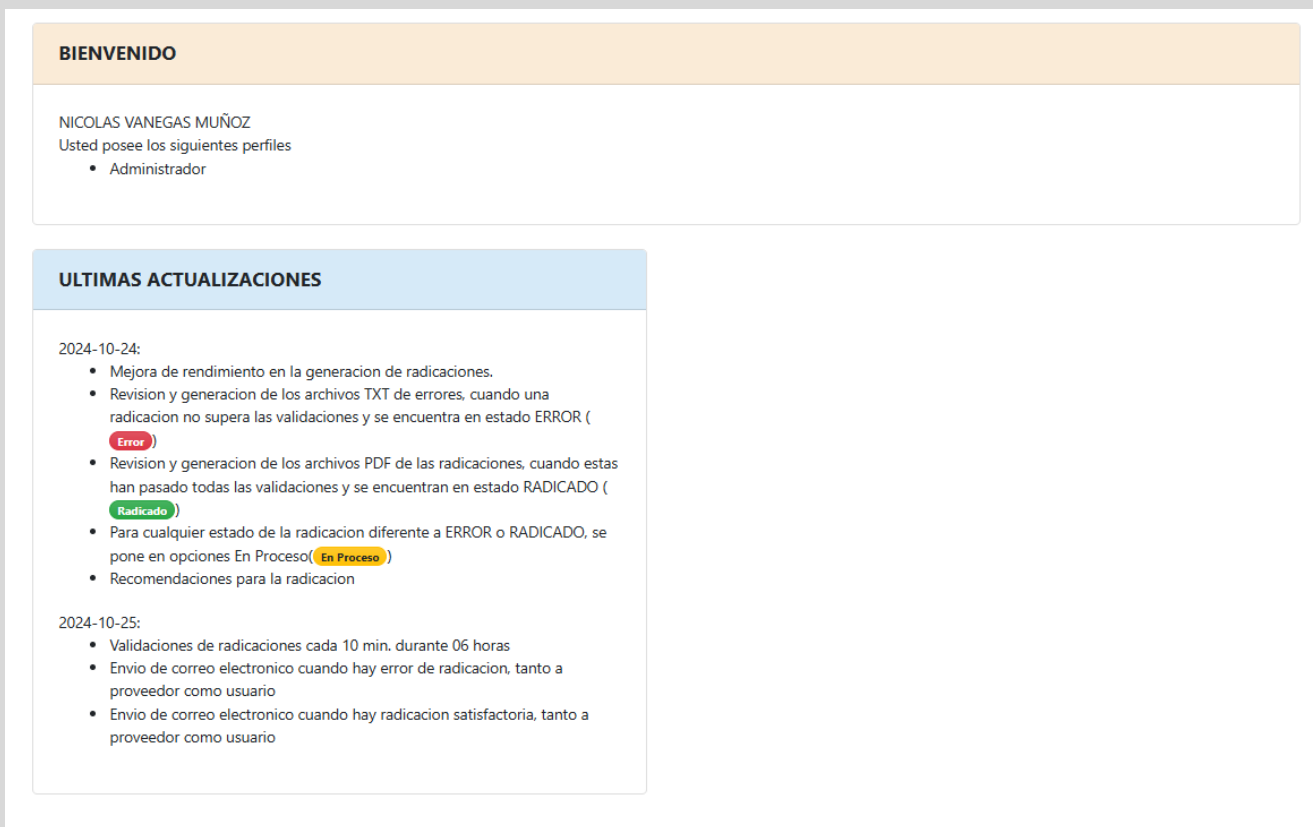 BIENVENIDO
NICOLAS VANEGAS MUÑOZ
Usted posee los siguientes perfiles
• Administrador
ULTIMAS ACTUALIZACIONES
2024-10-24:
• Mejora de rendimiento en la generacion de radicaciones.
• Revision y generacion de los archivos TXT de errores, cuando una
radicacion no supera las validaciones y se encuentra en estado ERROR (
Error )
• Revision y generacion de los archivos PDF de las radicaciones, cuando estas
han pasado todas las validaciones y se encuentran en estado RADICADO (
Radicado )
• Para cualquier estado de la radicacion diferente a ERROR o RADICADO, se
pone en opciones En Proceso( En Proceso )
• Recomendaciones para la radicacion
2024-10-25:
• Validaciones de radicaciones cada 10 min. durante 06 horas
• Envio de correo electronico cuando hay error de radicacion, tanto a
proveedor como usuario
• Envio de correo electronico cuando hay radicacion satisfactoria, tanto a
proveedor como usuario